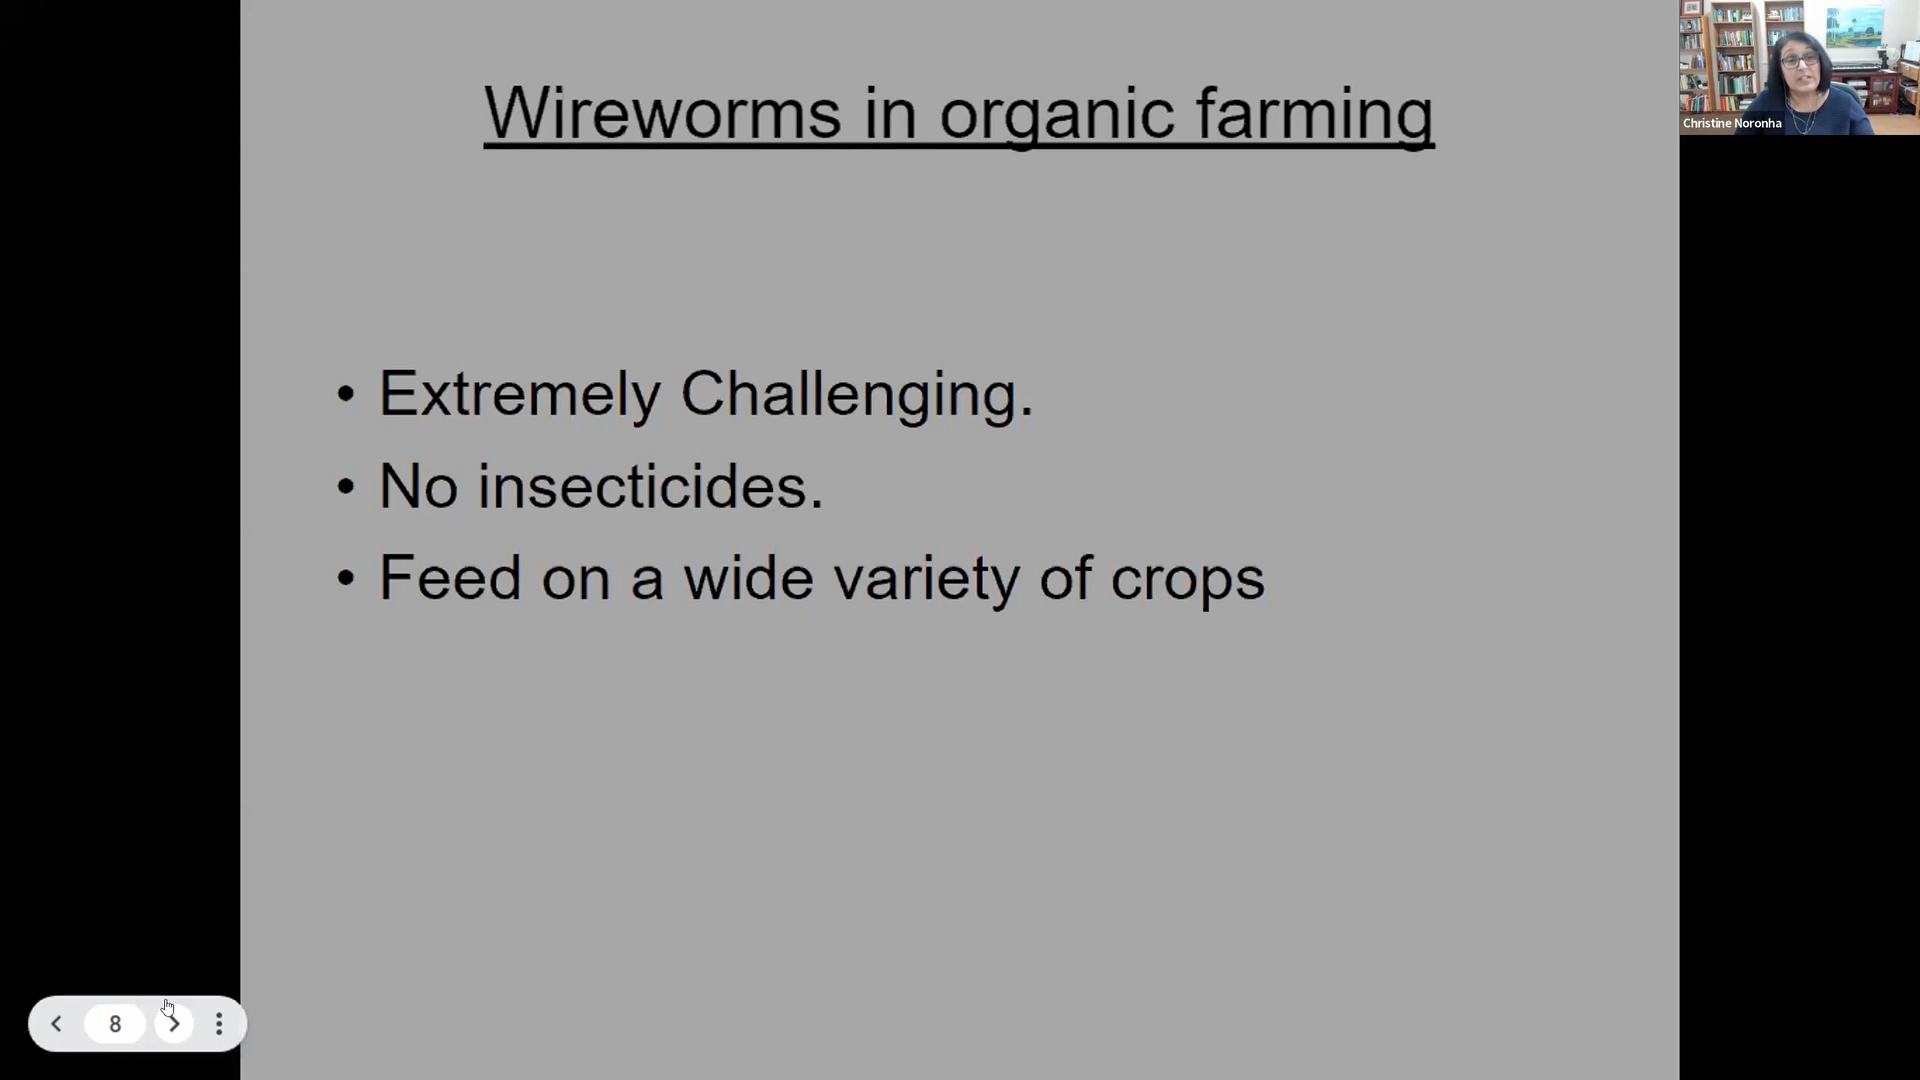 Wireworms in organic farming
Christine Noronha
• Extremely Challenging.
• No insecticides.
• Feed on a wide variety of crops
8